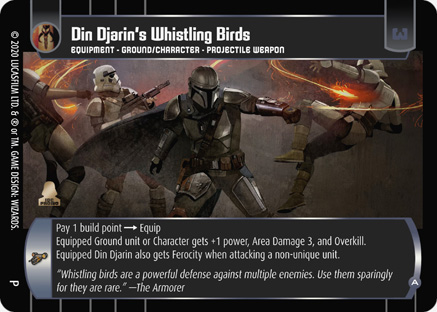 Din Djarin's Whistling Birds
EQUIPMENT - GROUND/CHARACTER - PROJECTILE WEAPON
© 2020 LUCASFILM LTD. & ® or TM. GAME DESIGN: WIZARDS.
P
Pay 1 build point → Equip
Equipped Ground unit or Character gets +1 power, Area Damage 3, and Overkill.
Equipped Din Djarin also gets Ferocity when attacking a non-unique unit.
"Whistling birds are a powerful defense against multiple enemies. Use them sparingly
for they are rare." —The Armorer
A